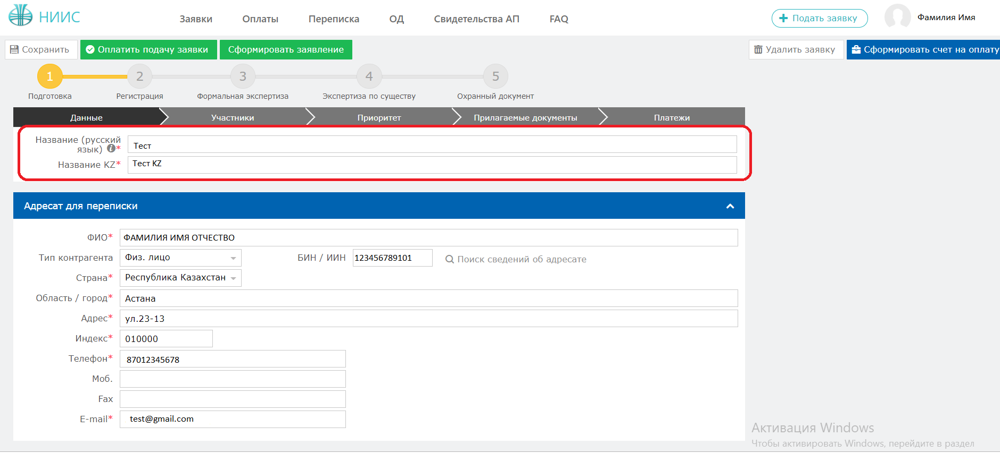 НИИС
Заявки Оплаты Переписка ОД Свидетельства АП FAQ
Подать заявку
Фамилия Имя
Сохранить Оплатить подачу заявки Сформировать заявление Удалить заявку Сформировать счет на оплату
1 2 3 4 5
Подготовка Регистрация Формальная экспертиза Экспертиза по существу Охранный документ
Данные Участники Приоритет Прилагаемые документы Платежи
Название (русский
язык) i* Тест
Название KZ* Тест KZ
Адресат для переписки
ФИО* ФАМИЛИЯ ИМЯ ОТЧЕСТВО
Тип контрагента Физ. лицо БИН / ИИН 123456789101 Поиск сведений об адресате
Страна* Республика Казахстан
Область / город* Астана
Адрес* ул.23-13
Индекс* 010000
Телефон* 87012345678
Моб.
Fax
E-mail* test@gmail.com
Активация Windows
Чтобы активировать Windows, перейдите в раздел